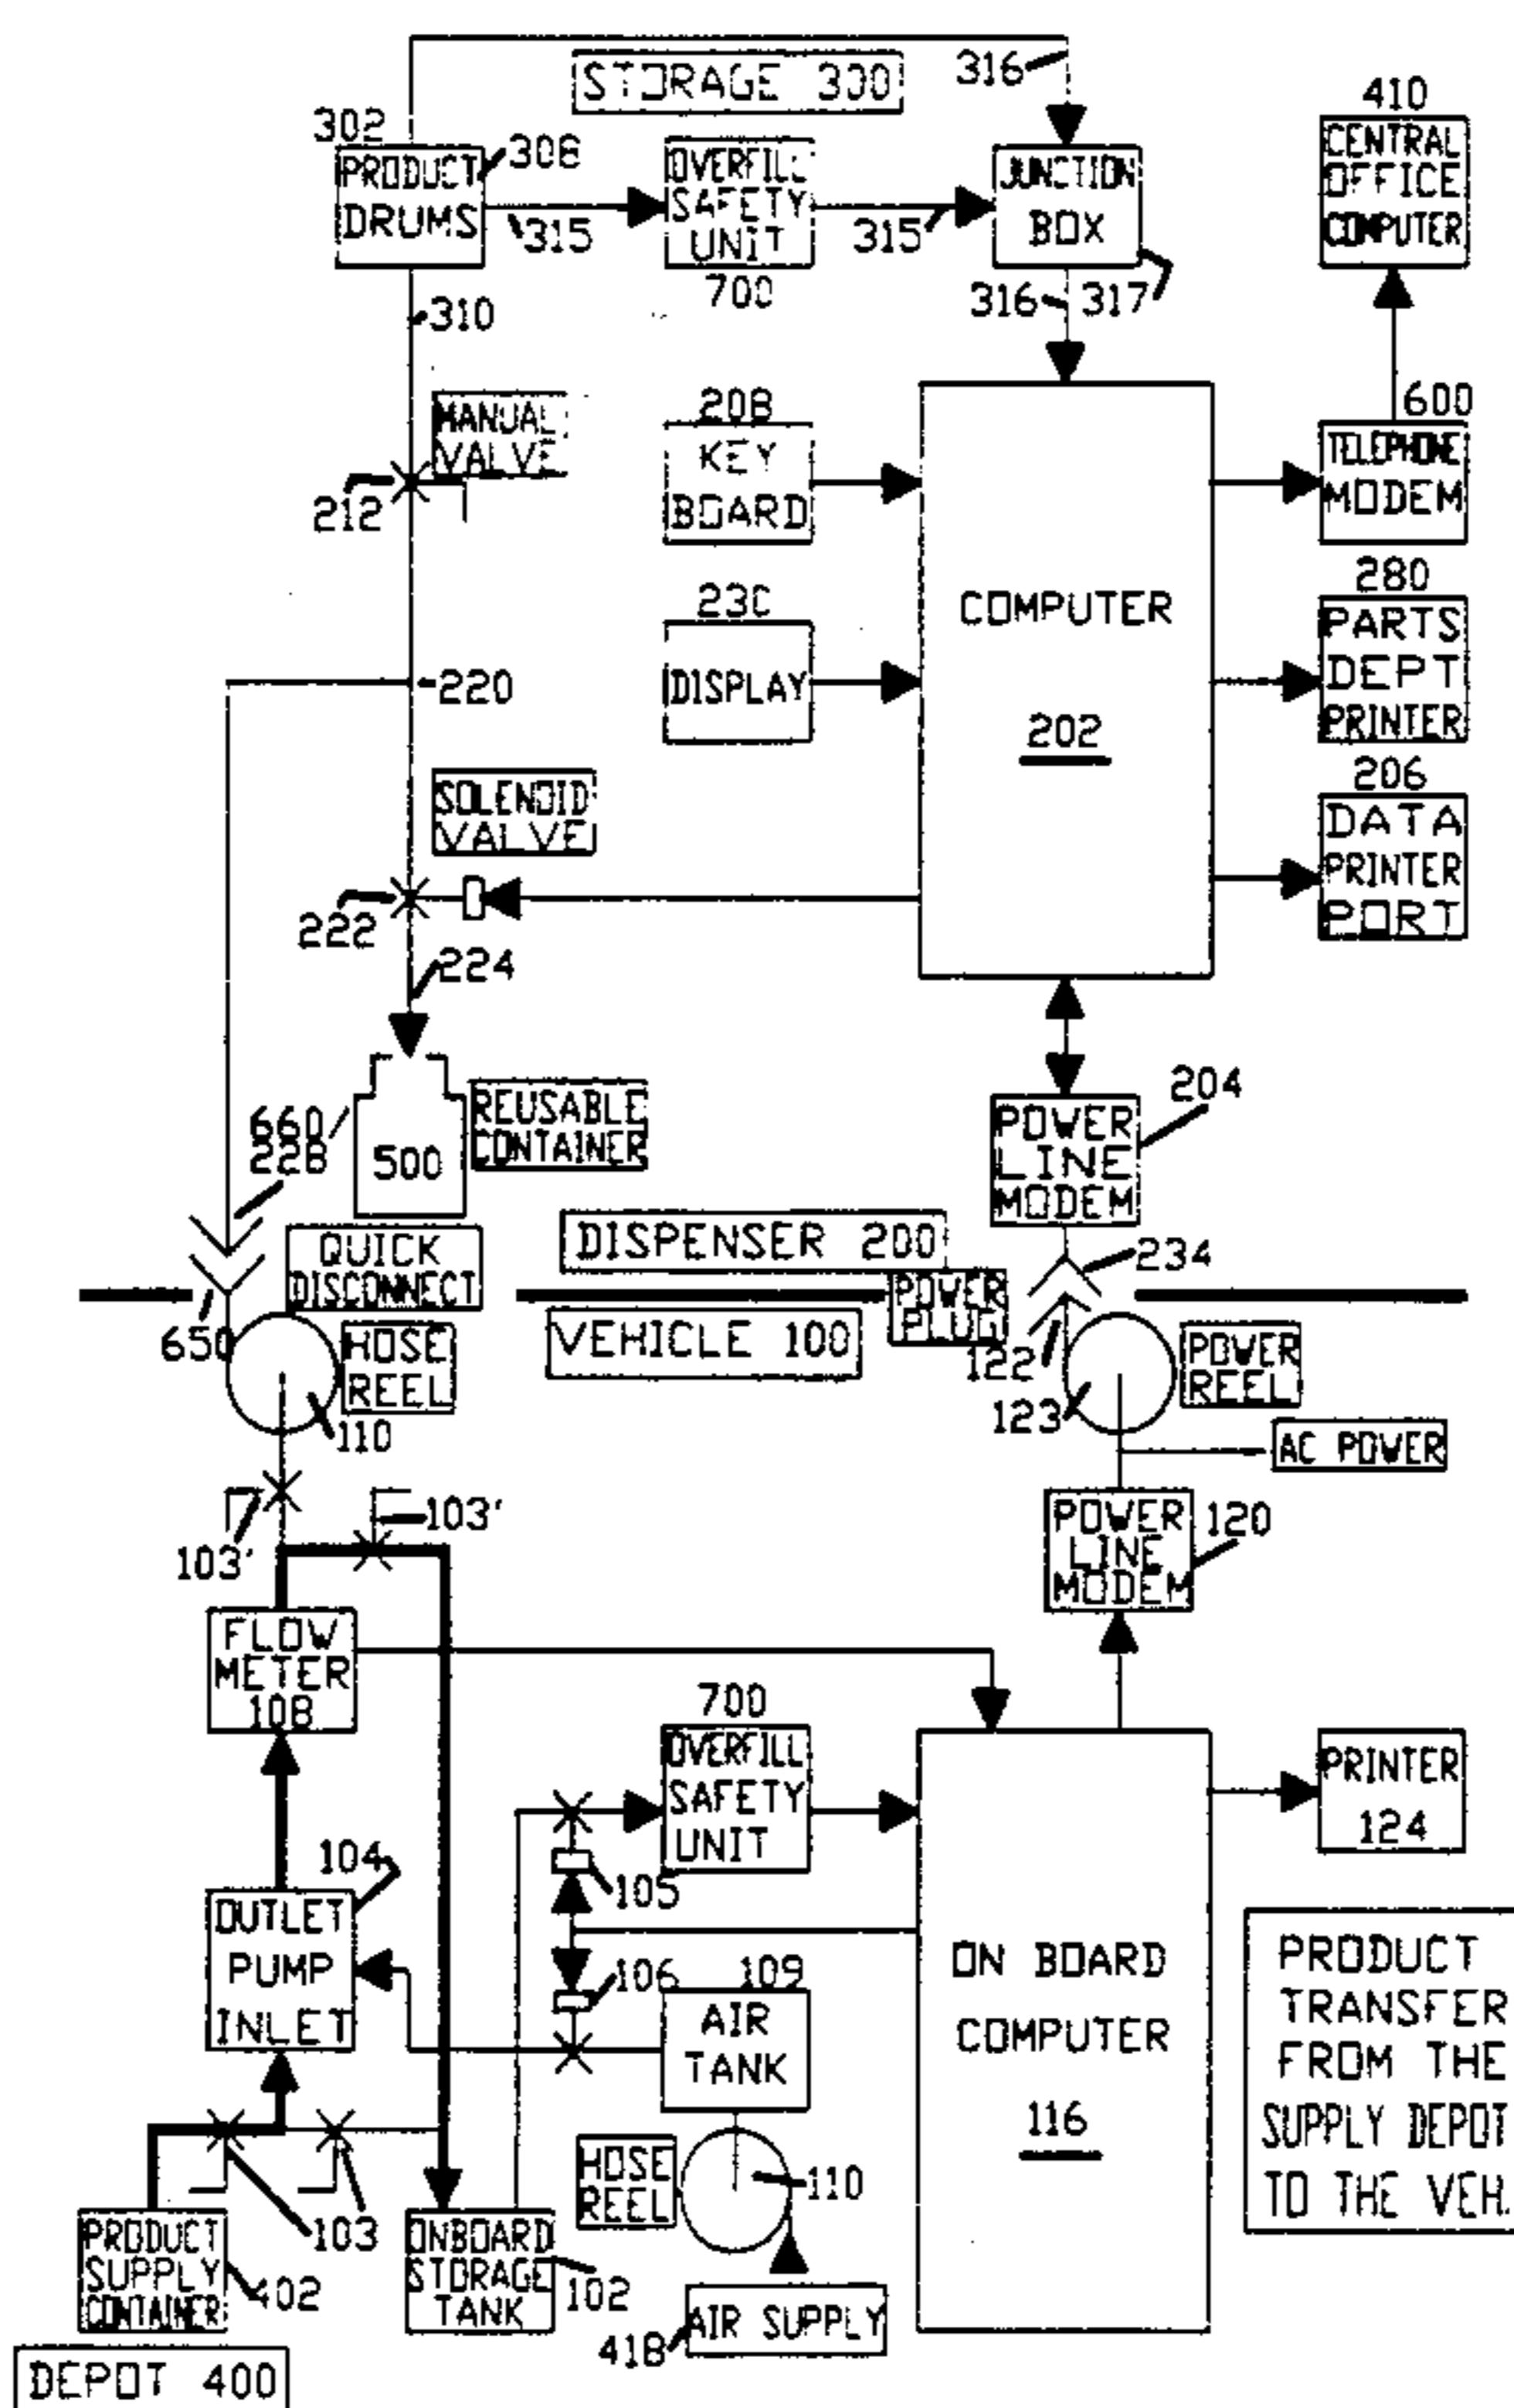 316
STORAGE 300
410
302
308
PRODUCT
DRUMS
OVERFILL
SAFETY
UNIT
JUNCTION
BOX
CENTRAL
OFFICE
COMPUTER
315
315
700
310
316
317
MANUAL
VALVE
208
KEY
BOARD
600
TELEPHONE
MODEM
212
280
PARTS
DEPT
PRINTER
COMPUTER
202
230
DISPLAY
220
206
DATA
PRINTER
PORT
SOLENOID
VALVE
222
224
660
228
500
REUSABLE
CONTAINER
204
POWER
LINE
MODEM
QUICK
DISCONNECT
DISPENSER 200
234
POWER
PLUG
VEHICLE 100
650
HOSE
REEL
122
POWER
REEL
123
110
AC POWER
103'
103'
POWER
LINE
MODEM
120
FLOW
METER
108
700
OVERFILL
SAFETY
UNIT
PRINTER
124
104
105
OUTLET
PUMP
INLET
106
109
AIR
TANK
ON BOARD
COMPUTER
116
PRODUCT
TRANSFER
FROM THE
SUPPLY DEPOT
TO THE VEH.
HOSE
REEL
110
103
PRODUCT
SUPPLY
CONTAINER
402
ONBOARD
STORAGE
TANK
102
AIR SUPPLY
418
DEPOT 400